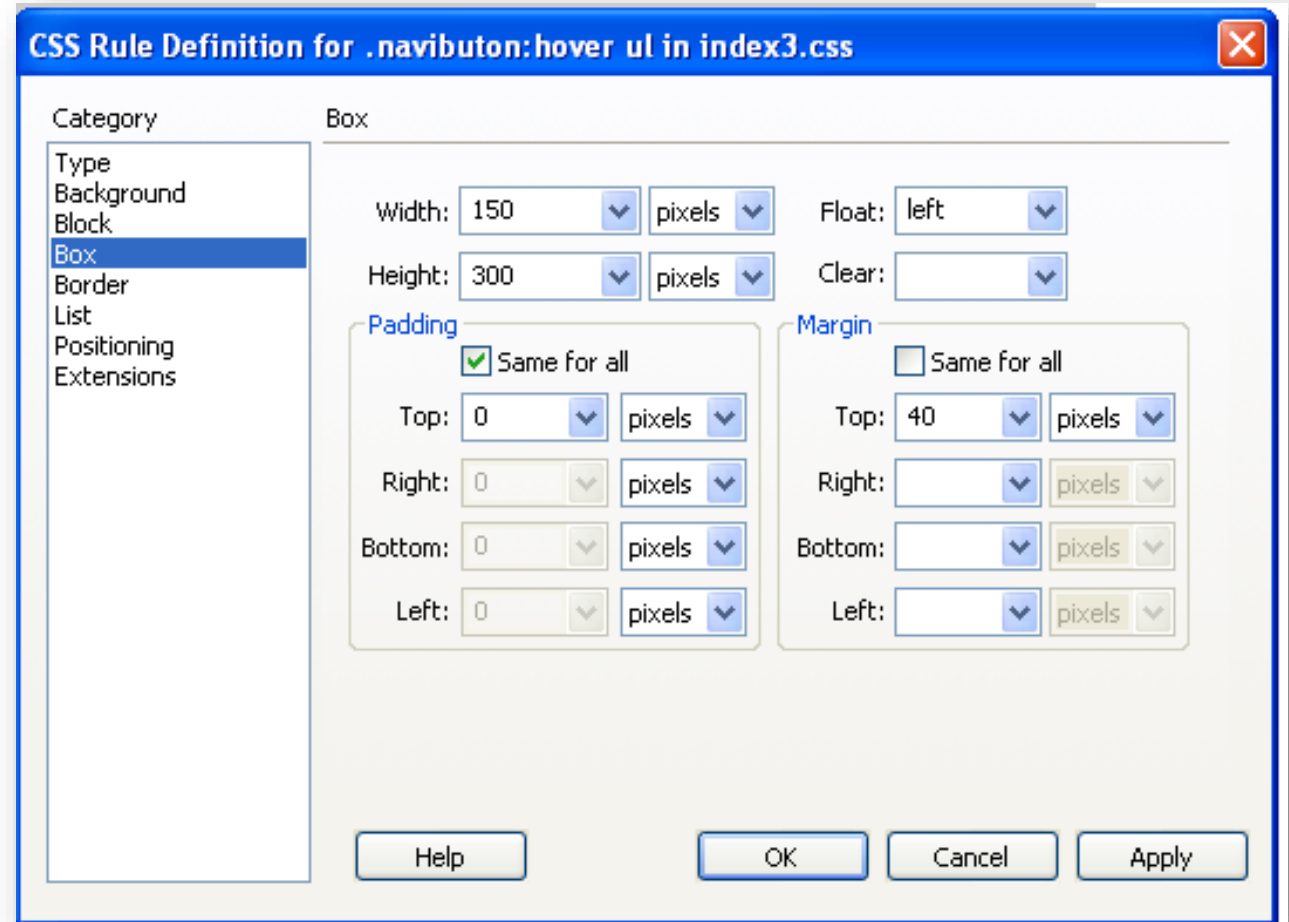 CSS Rule Definition for .navibuton:hover ul in index3.css
Category
Type
Background
Block
Box
Border
List
Positioning
Extensions
Box
Width: 150 pixels Float: left
Height: 300 pixels Clear:
Padding
Same for all
Top: 0 pixels
Right: 0 pixels
Bottom: 0 pixels
Left: 0 pixels
Margin
Same for all
Top: 40 pixels
Right: pixels
Bottom: pixels
Left: pixels
Help OK Cancel Apply